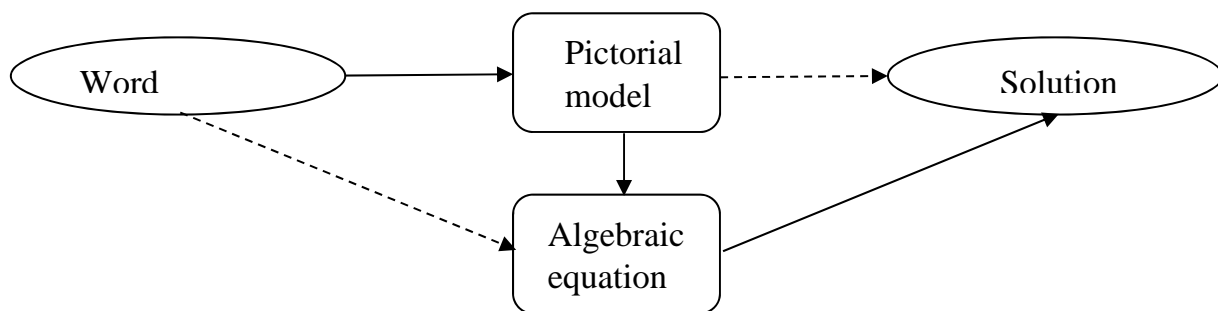 Word
Pictorial
model
Solution
Algebraic
equation